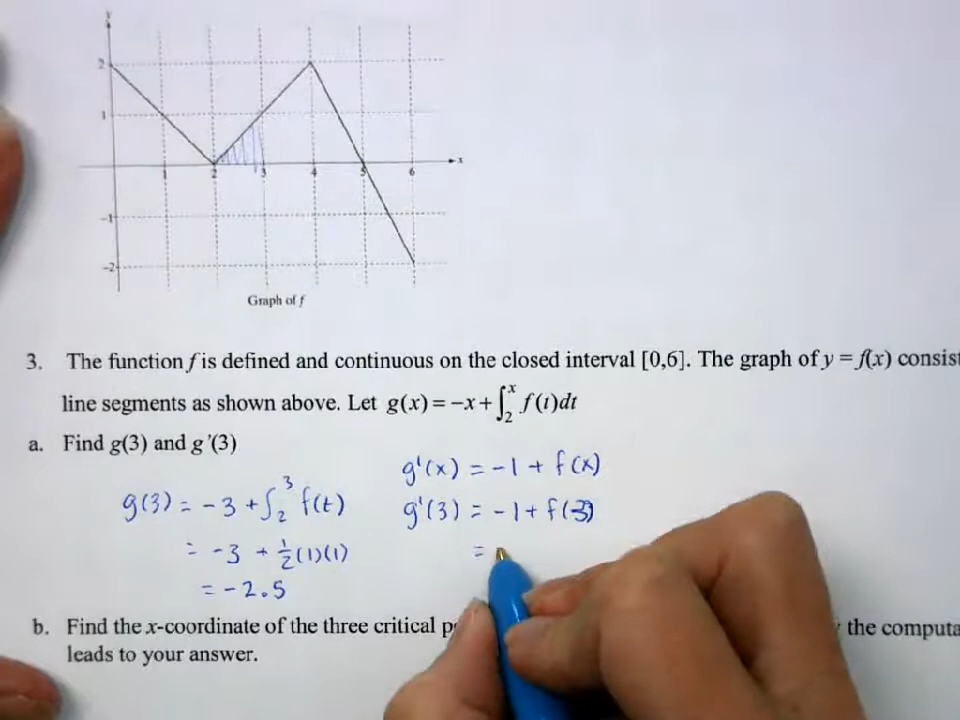 y
2
1
1 2 3 4 5 6 x
-1
-2
Graph of f
3. The function f is defined and continuous on the closed interval [0,6]. The graph of y = f(x) consist
line segments as shown above. Let g(x) = -x + ∫₂ˣ f(t)dt
a. Find g(3) and g'(3)
g(3) = -3 + ∫₂³ f(t)
= -3 + ½(1)(1)
= -2.5
g'(x) = -1 + f(x)
g'(3) = -1 + f(3)
=
b. Find the x-coordinate of the three critical the computa
leads to your answer.